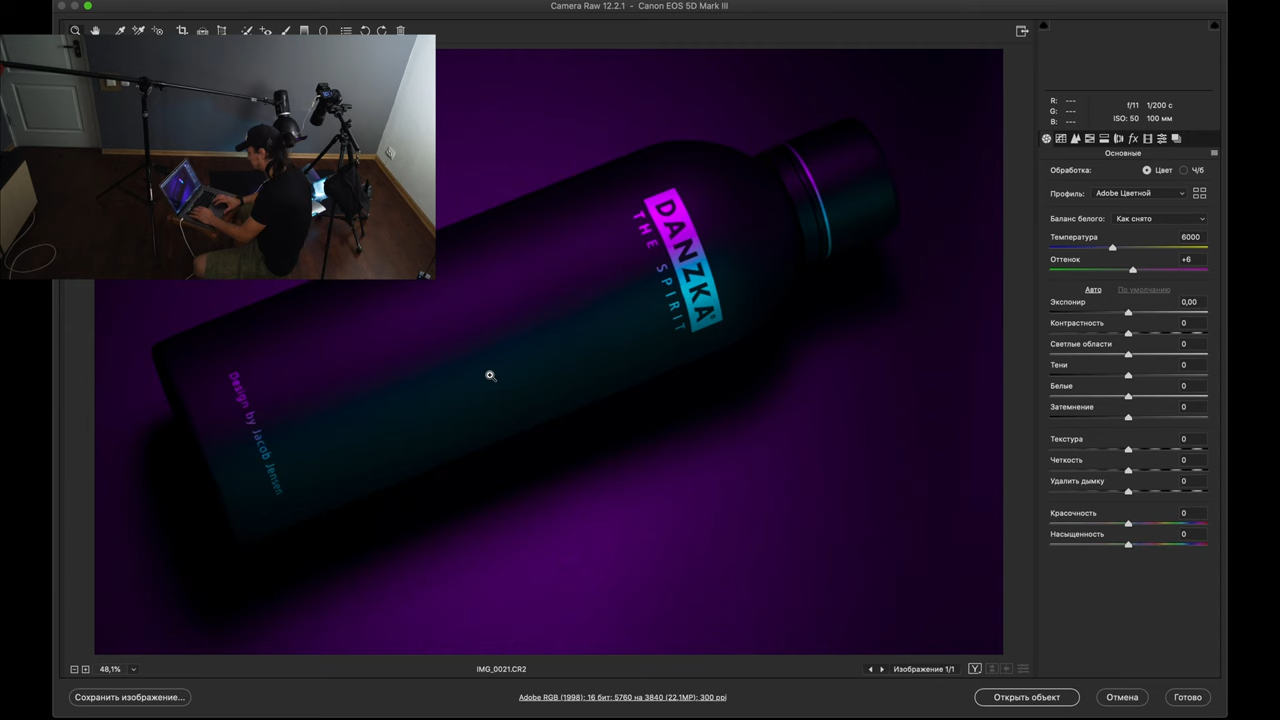 Camera Raw 12.2.1 - Canon EOS 5D Mark III
DANZKA
THE SPIRIT
Design by Jacob Jensen
R: ---
G: ---
B: ---
f/11 1/200 с
ISO: 50 100 мм
fx
Основные
Обработка: Цвет Ч/б
Профиль: Adobe Цветной
Баланс белого: Как снято
Температура 6000
Оттенок +6
Авто По умолчанию
Экспонир 0,00
Контрастность 0
Светлые области 0
Тени 0
Белые 0
Затемнение 0
Текстура 0
Четкость 0
Удалить дымку 0
Красочность 0
Насыщенность 0
48,1% IMG_0021.CR2 Изображение 1/1 Y
Сохранить изображение... Adobe RGB (1998); 16 бит; 5760 на 3840 (22,1MP); 300 ppi Открыть объект Отмена Готово